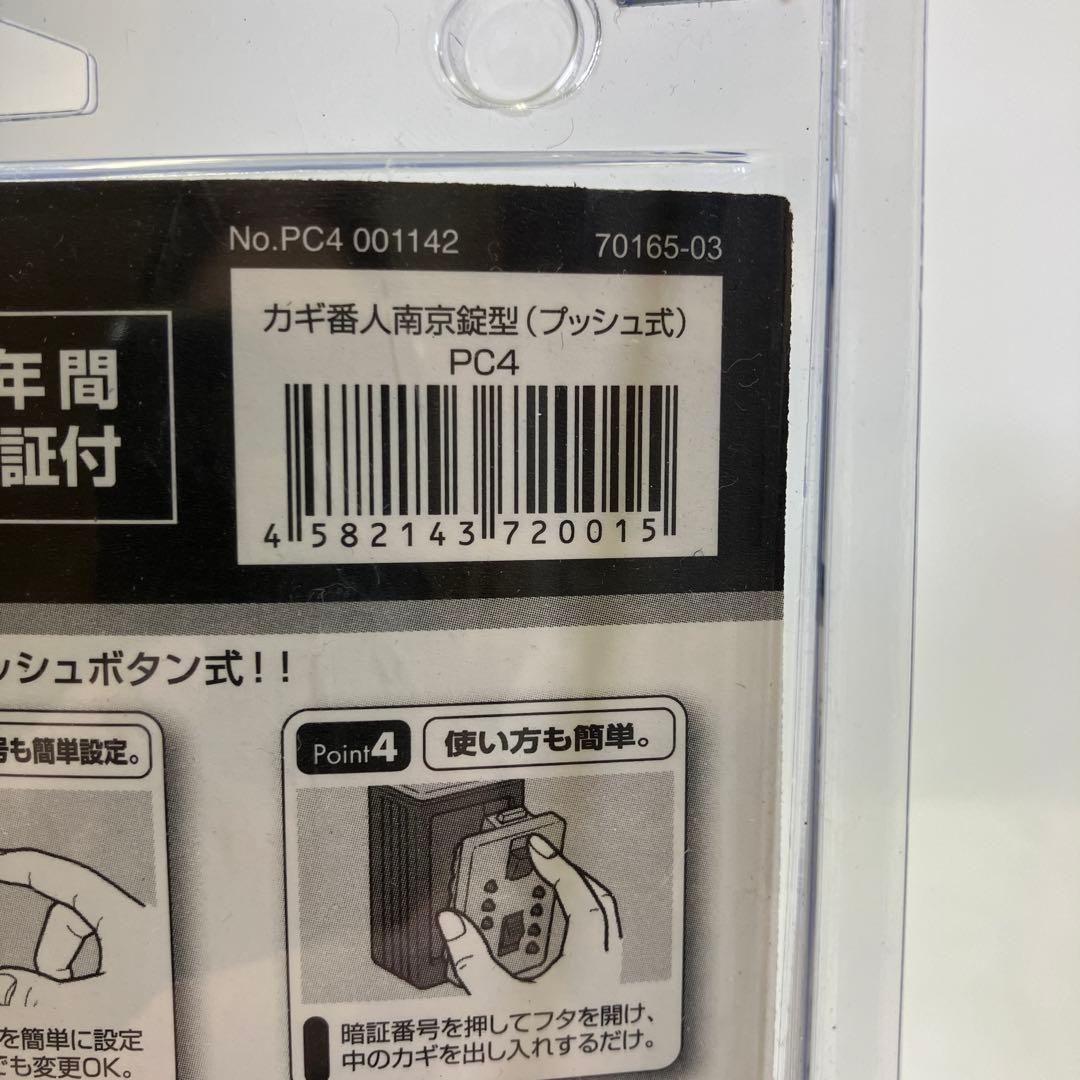 No.PC4 001142 70165-03
カギ番人南京錠型(プッシュ式)
PC4
4 582143 720015
年間
証付
ッシュボタン式!!
号も簡単設定。
Point4 使い方も簡単。
を簡単に設定
でも変更OK。
暗証番号を押してフタを開け、
中のカギを出し入れするだけ。